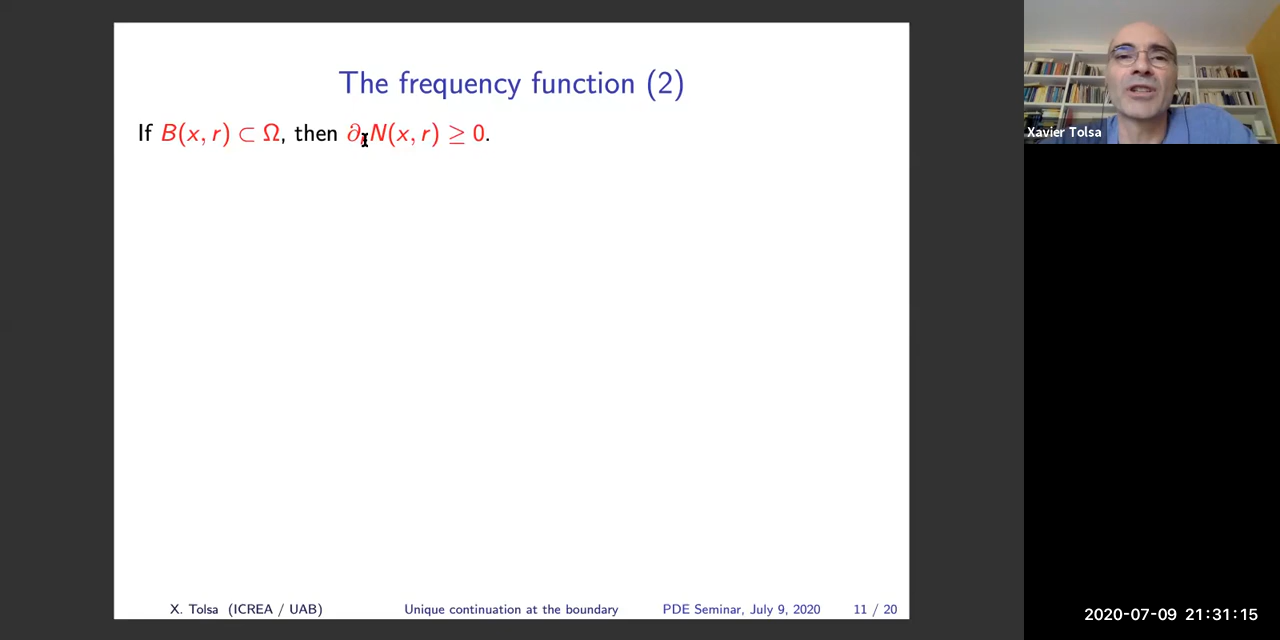 The frequency function (2)
If B(x, r) ⊂ Ω, then ∂ᵣN(x, r) ≥ 0.
Xavier Tolsa
X. Tolsa (ICREA / UAB) Unique continuation at the boundary PDE Seminar, July 9, 2020 11 / 20
2020-07-09 21:31:15